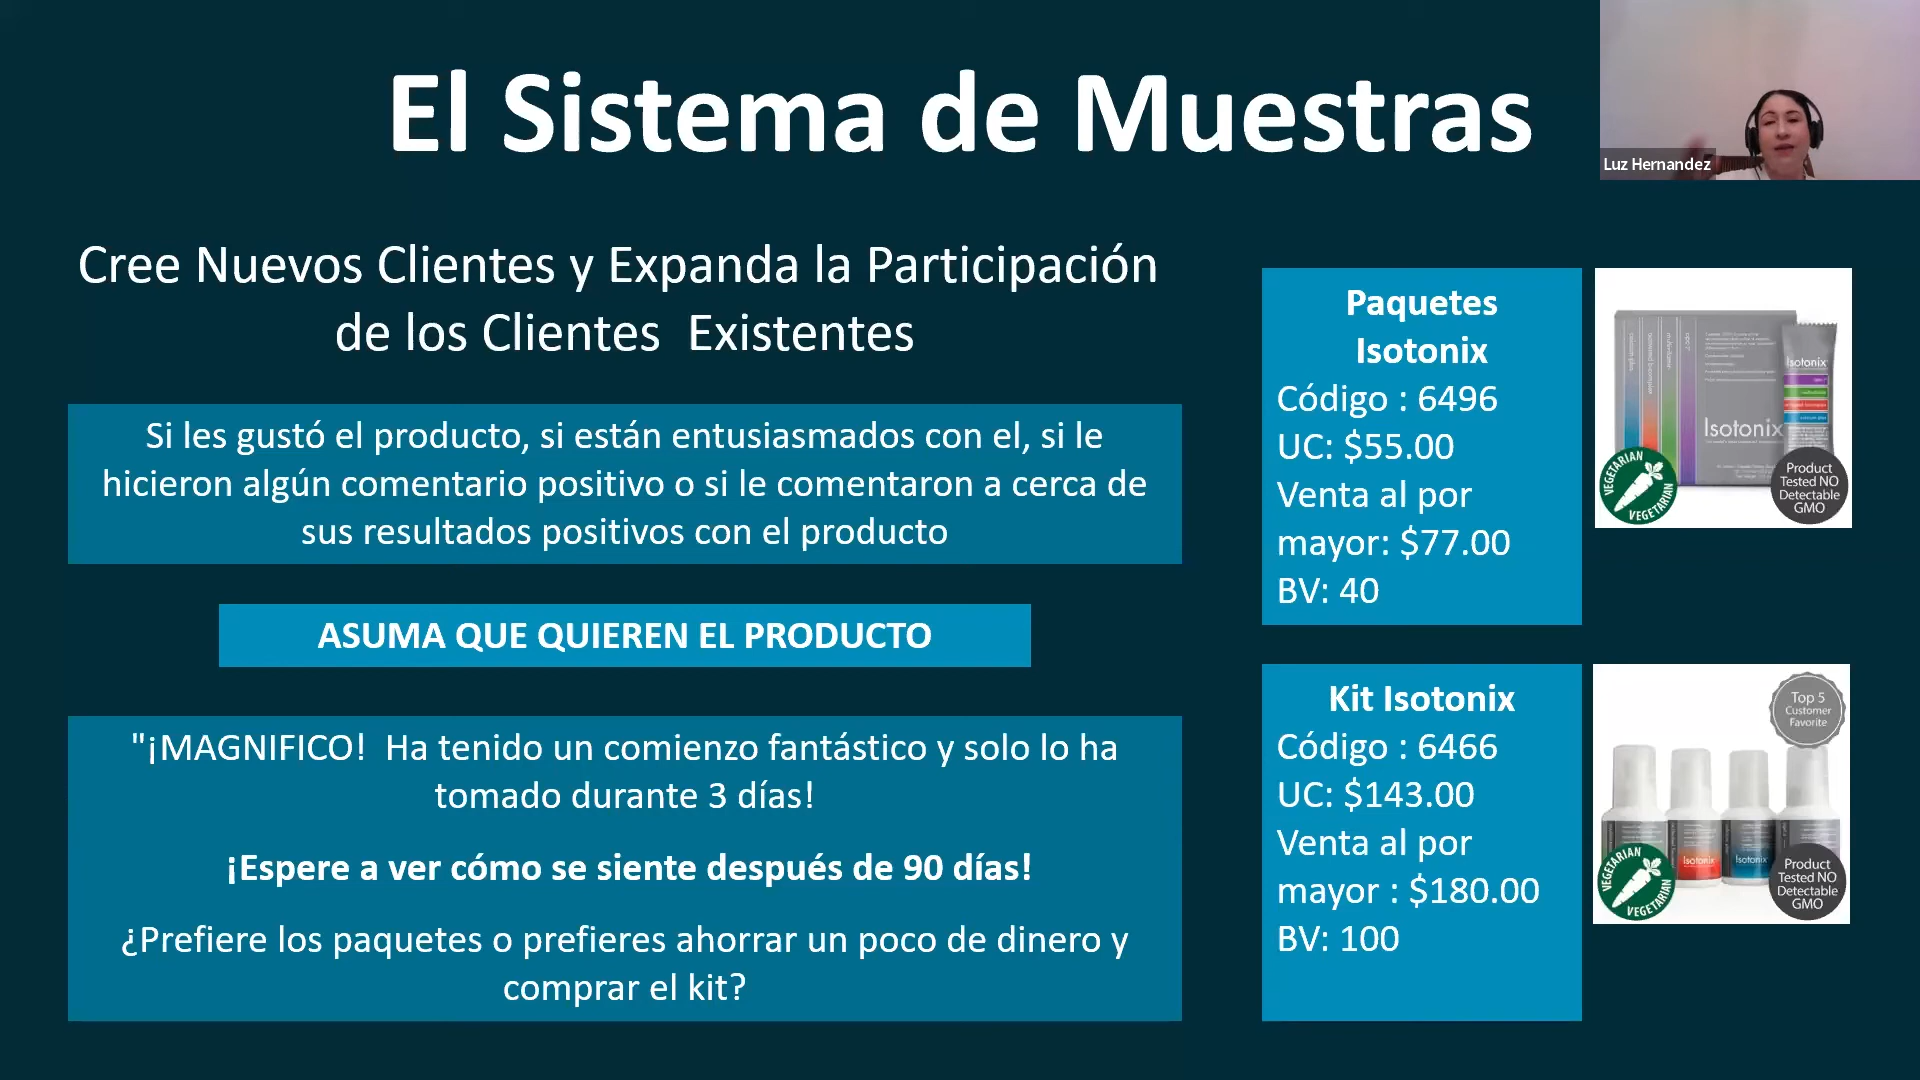 El Sistema de Muestras
Luz Hernandez
Cree Nuevos Clientes y Expanda la Participación
de los Clientes  Existentes
Si les gustó el producto, si están entusiasmados con el, si le
hicieron algún comentario positivo o si le comentaron a cerca de
sus resultados positivos con el producto
ASUMA QUE QUIEREN EL PRODUCTO
"¡MAGNIFICO!  Ha tenido un comienzo fantástico y solo lo ha
tomado durante 3 días!
¡Espere a ver cómo se siente después de 90 días!
¿Prefiere los paquetes o prefieres ahorrar un poco de dinero y
comprar el kit?
Paquetes
Isotonix
Código : 6496
UC: $55.00
Venta al por
mayor: $77.00
BV: 40
Isotonix
Isotonix
VEGETARIAN
VEGETARIAN
Product
Tested NO
Detectable
GMO
Kit Isotonix
Código : 6466
UC: $143.00
Venta al por
mayor : $180.00
BV: 100
Top 5
Customer
Favorite
Isotonix
Isotonix
VEGETARIAN
VEGETARIAN
Product
Tested NO
Detectable
GMO